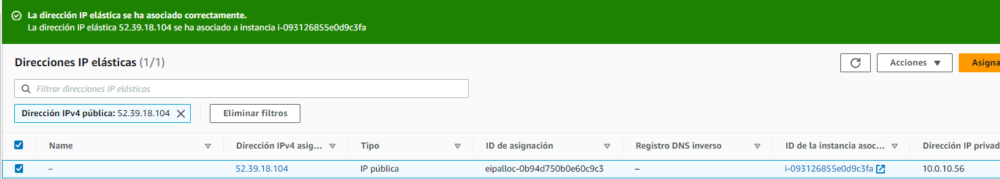 La dirección IP elástica se ha asociado correctamente.
La dirección IP elástica 52.39.18.104 se ha asociado a instancia i-093126855e0d9c3fa
Direcciones IP elásticas (1/1)
Acciones
Asigna
Filtrar direcciones IP elásticas
Dirección IPv4 pública: 52.39.18.104
Eliminar filtros
Name Dirección IPv4 asig... Tipo ID de asignación Registro DNS inverso ID de la instancia asoc... Dirección IP privad
– 52.39.18.104 IP pública eipalloc-0b94d750b0e60c9c3 – i-093126855e0d9c3fa 10.0.10.56